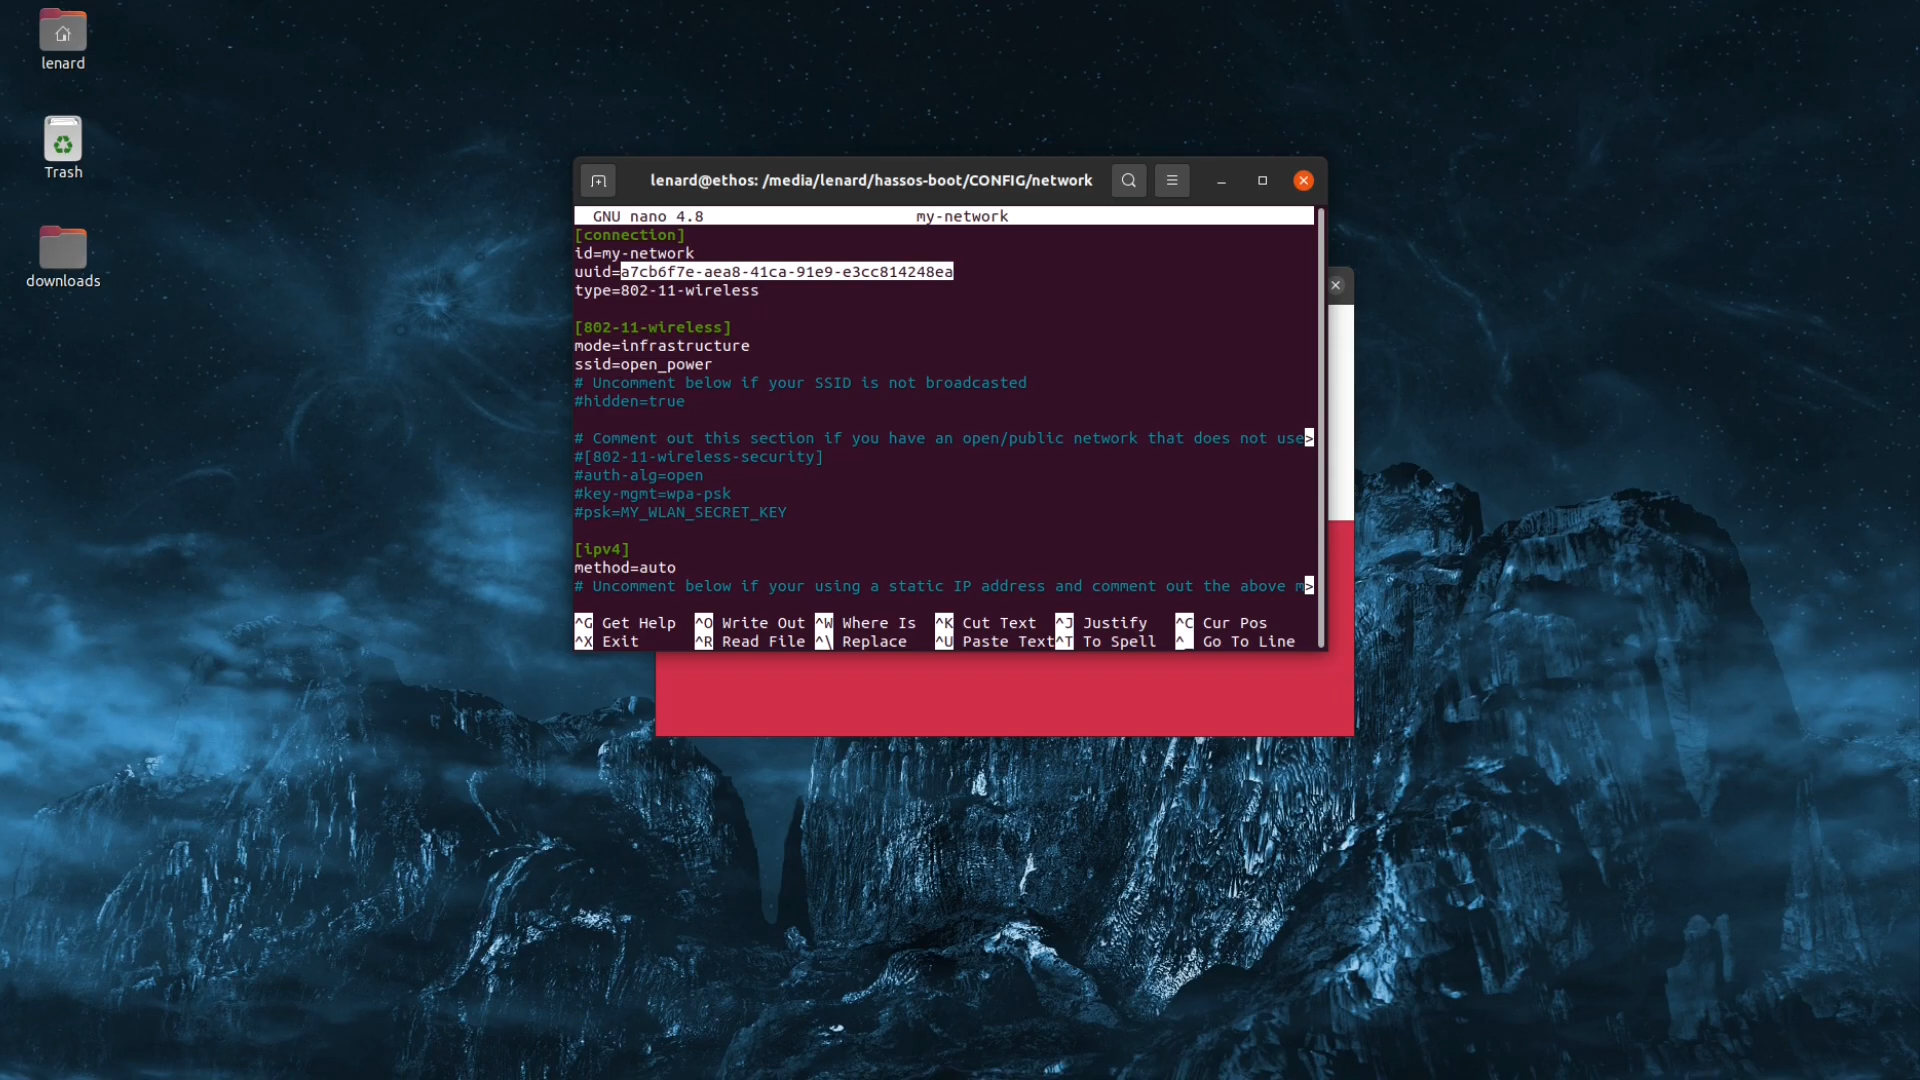 lenard
Trash
downloads
lenard@ethos: /media/lenard/hassos-boot/CONFIG/network
GNU nano 4.8 my-network
[connection]
id=my-network
uuid=a7cb6f7e-aea8-41ca-91e9-e3cc814248ea
type=802-11-wireless
[802-11-wireless]
mode=infrastructure
ssid=open_power
# Uncomment below if your SSID is not broadcasted
#hidden=true
# Comment out this section if you have an open/public network that does not use>
#[802-11-wireless-security]
#auth-alg=open
#key-mgmt=wpa-psk
#psk=MY_WLAN_SECRET_KEY
[ipv4]
method=auto
# Uncomment below if your using a static IP address and comment out the above m>
^G Get Help ^O Write Out ^W Where Is ^K Cut Text ^J Justify ^C Cur Pos
^X Exit ^R Read File ^\ Replace ^U Paste Text ^T To Spell ^_ Go To Line